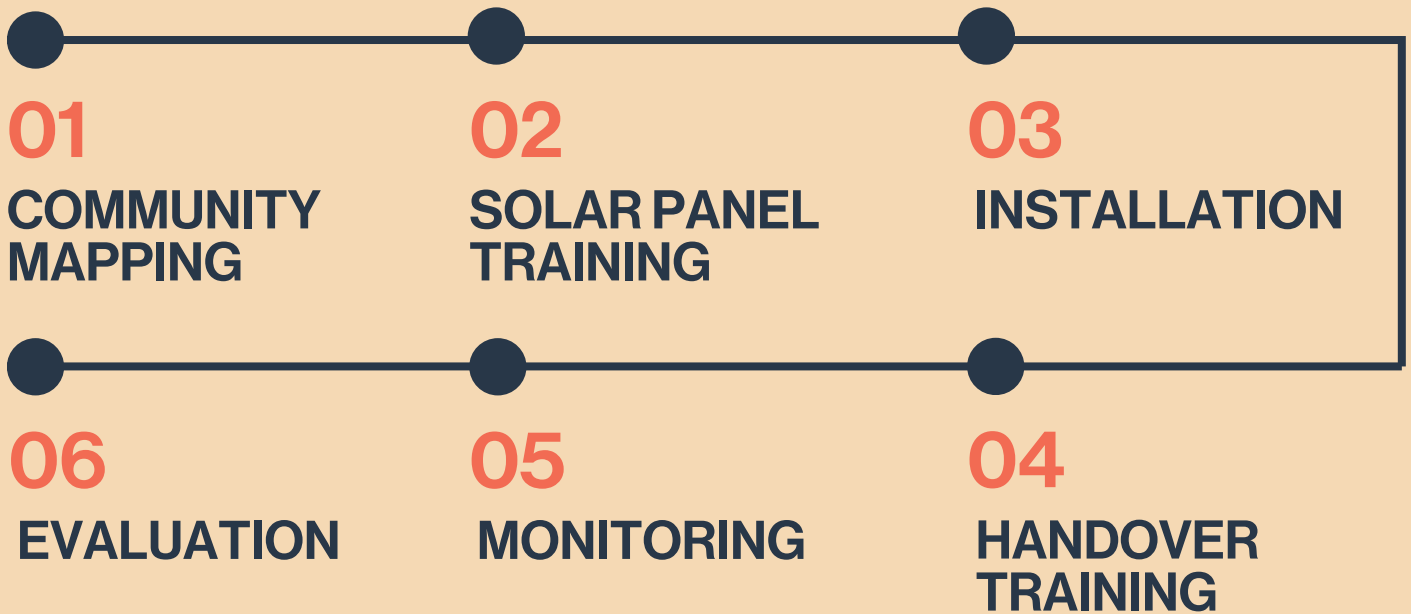 01
COMMUNITY
MAPPING
02
SOLAR PANEL
TRAINING
03
INSTALLATION
04
HANDOVER
TRAINING
05
MONITORING
06
EVALUATION